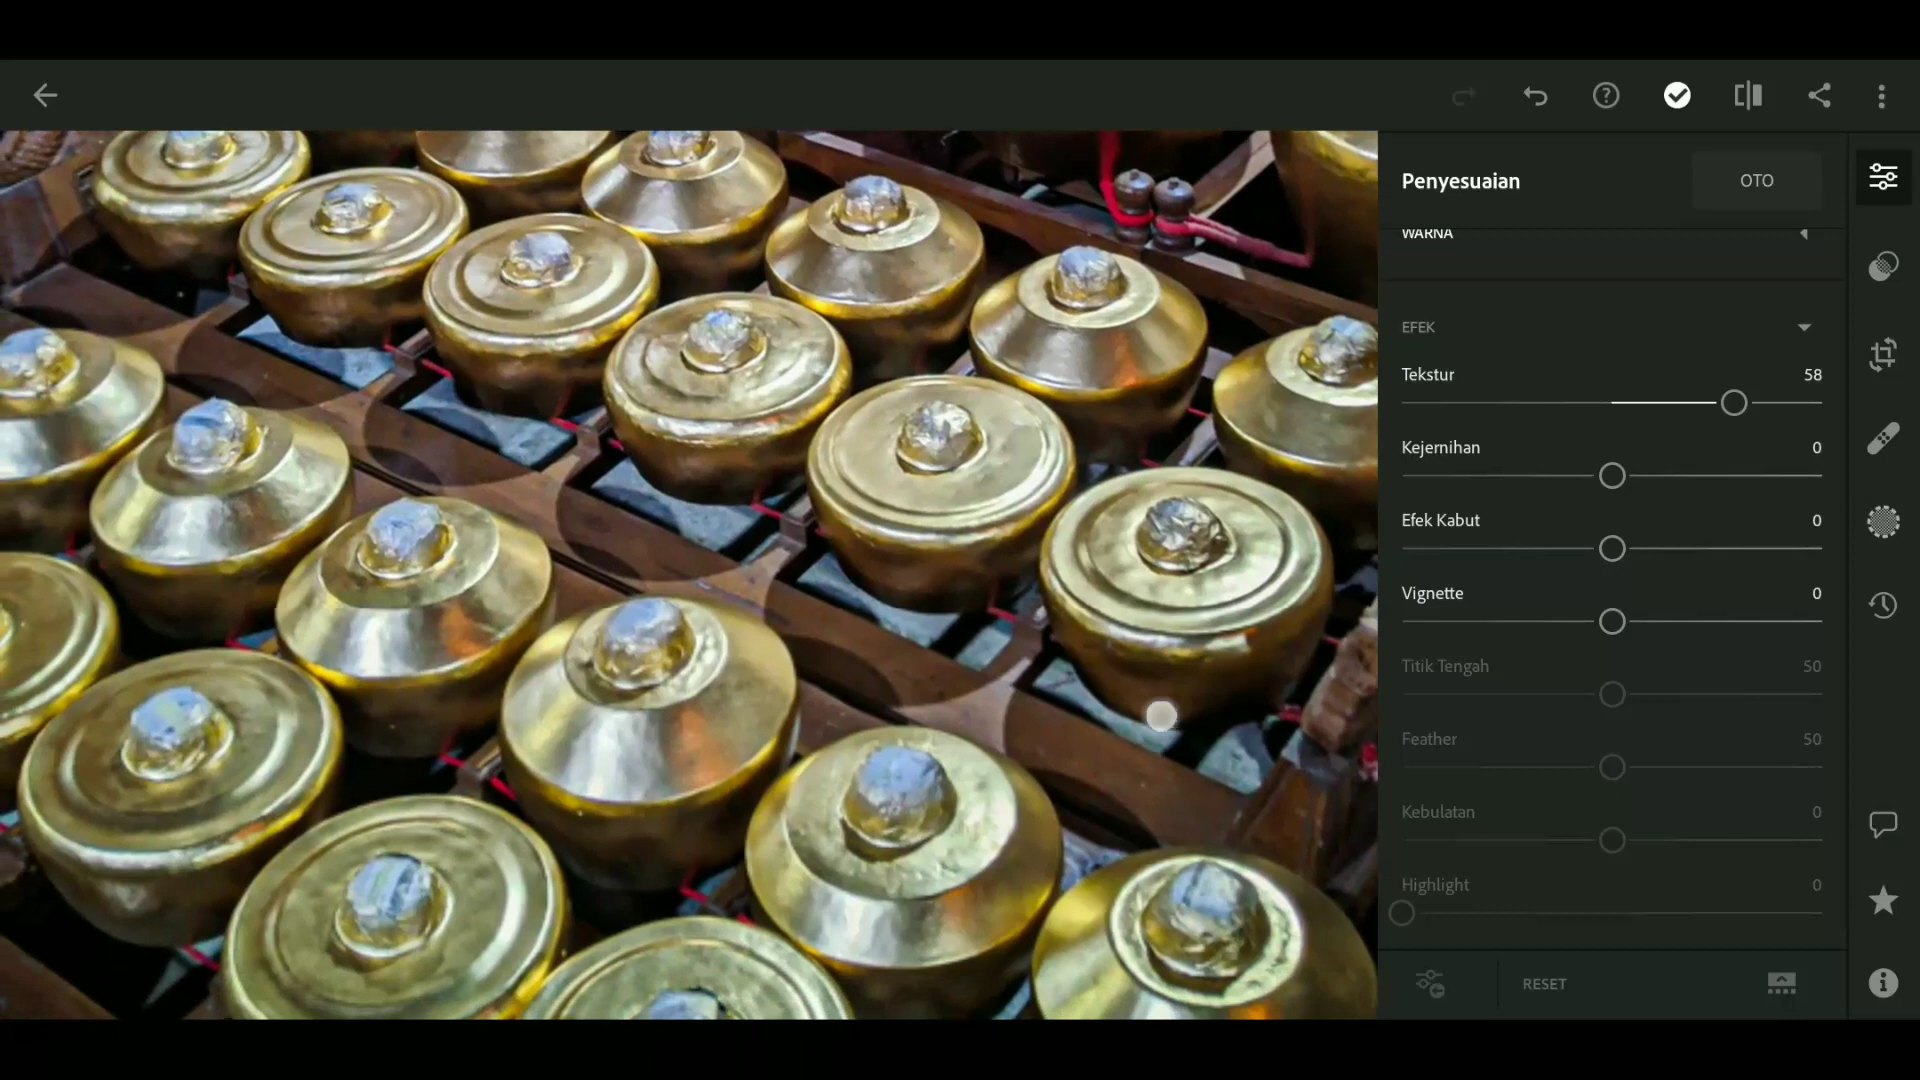 Penyesuaian OTO
WARNA
EFEK
Tekstur 58
Kejernihan 0
Efek Kabut 0
Vignette 0
Titik Tengah 50
Feather 50
Kebulatan 0
Highlight 0
RESET